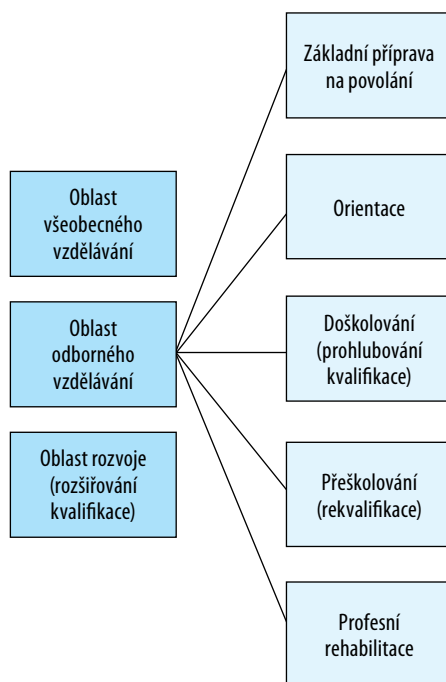 Oblast
všeobecného
vzdělávání
Oblast
odborného
vzdělávání
Oblast rozvoje
(rozšiřování
kvalifikace)
Základní příprava
na povolání
Orientace
Doškolování
(prohlubování
kvalifikace)
Přeškolování
(rekvalifikace)
Profesní
rehabilitace